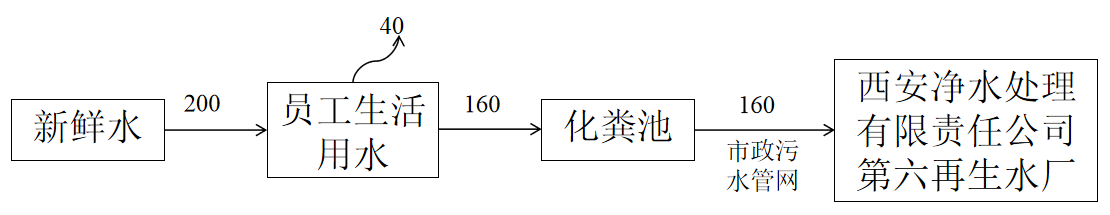 40
新鲜水
200
员工生活
用水
160
化粪池
160
市政污
水管网
西安净水处理
有限责任公司
第六再生水厂